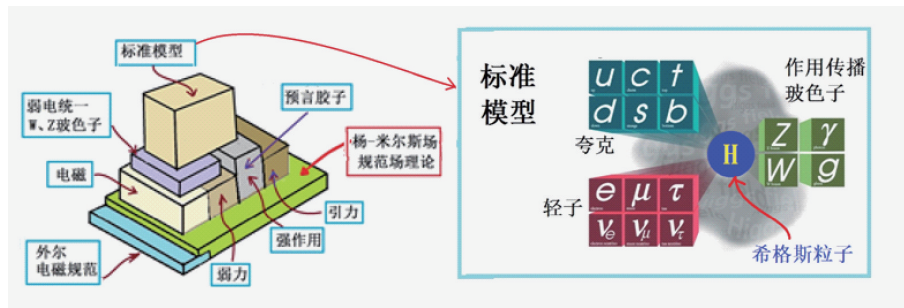 标准模型
弱电统一
W、Z玻色子
预言胶子
杨-米尔斯场
规范场理论
电磁
引力
强作用
外尔
电磁规范
弱力
标准
模型
u c t
d s b
夸克
作用传播
玻色子
H
Z γ
W g
轻子
e μ τ
νe νμ ντ
希格斯粒子